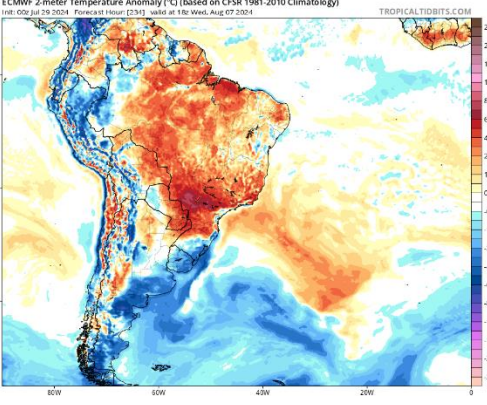 ECMWF 2-meter Temperature Anomaly (°C) (based on CFSR 1981-2010 Climatology)
Init: 00z Jul 29 2024 Forecast Hour: [234] valid at 18z Wed, Aug 07 2024 TROPICALTIDBITS.COM
80W 60W 40W 20W 0